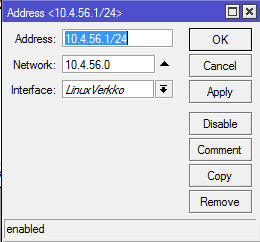 Address <10.4.56.1/24>
Address: 10.4.56.1/24
OK
Network: 10.4.56.0
Cancel
Interface: LinuxVerkko
Apply
Disable
Comment
Copy
Remove
enabled